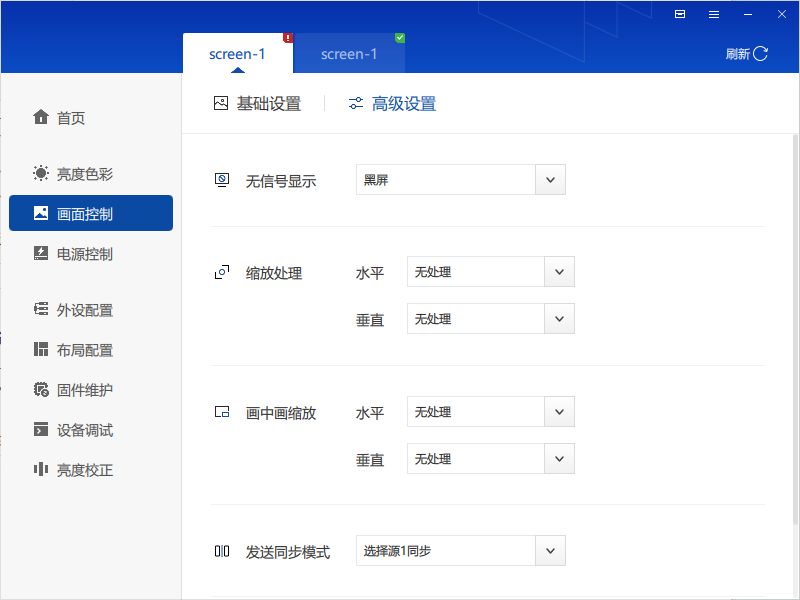 screen-1
screen-1
刷新
首页
亮度色彩
画面控制
电源控制
外设配置
布局配置
固件维护
设备调试
亮度校正
基础设置
高级设置
无信号显示
黑屏
缩放处理
水平
无处理
垂直
无处理
画中画缩放
水平
无处理
垂直
无处理
发送同步模式
选择源1同步